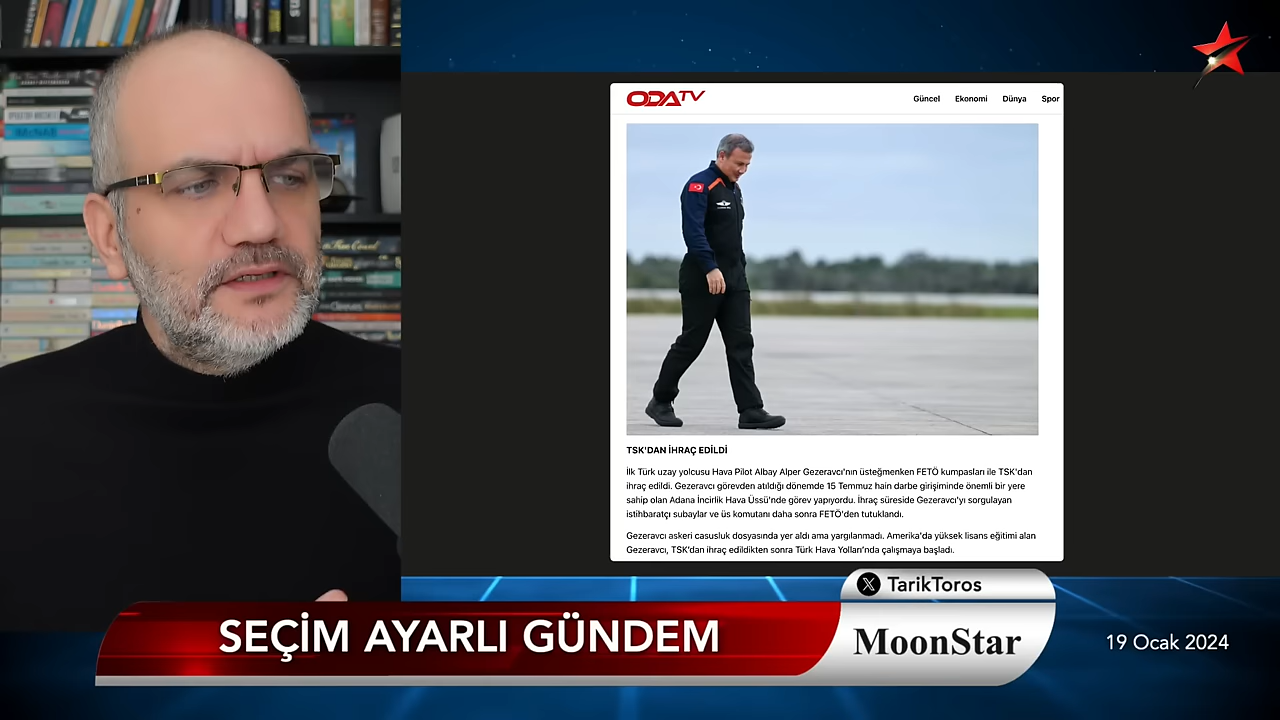 ODATV
Güncel Ekonomi Dünya Spor
TSK'DAN İHRAÇ EDİLDİ
İlk Türk uzay yolcusu Hava Pilot Albay Alper Gezeravcı'nın üsteğmenken FETÖ kumpasları ile TSK'dan
ihraç edildi. Gezeravcı görevden atıldığı dönemde 15 Temmuz hain darbe girişiminde önemli bir yere
sahip olan Adana İncirlik Hava Üssü'nde görev yapıyordu. İhraç süreside Gezeravcı'yı sorgulayan
istihbaratçı subaylar ve üs komutanı daha sonra FETÖ'den tutuklandı.
Gezeravcı askeri casusluk dosyasında yer aldı ama yargılanmadı. Amerika'da yüksek lisans eğitimi alan
Gezeravcı, TSK'dan ihraç edildikten sonra Türk Hava Yolları'nda çalışmaya başladı.
TarikToros
SEÇİM AYARLI GÜNDEM
MoonStar
19 Ocak 2024